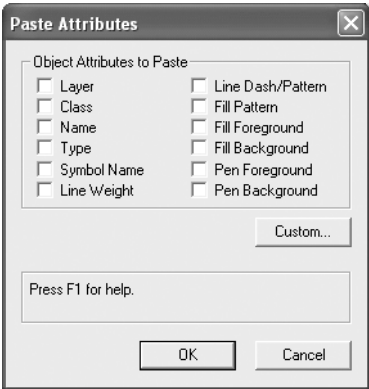 Paste Attributes
Object Attributes to Paste
Layer
Class
Name
Type
Symbol Name
Line Weight
Line Dash/Pattern
Fill Pattern
Fill Foreground
Fill Background
Pen Foreground
Pen Background
Custom...
Press F1 for help.
OK
Cancel